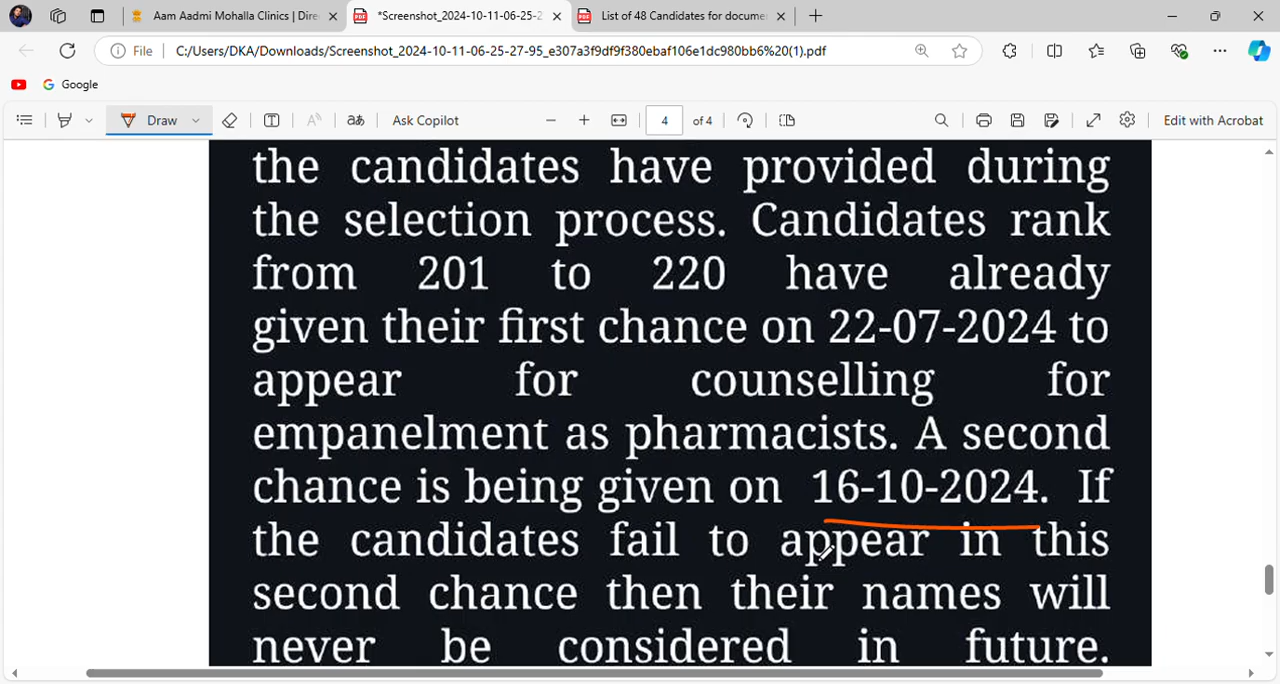 Aam Aadmi Mohalla Clinics | Dire
*Screenshot_2024-10-11-06-25-2
List of 48 Candidates for docume
File
C:/Users/DKA/Downloads/Screenshot_2024-10-11-06-25-27-95_e307a3f9df9f380ebaf106e1dc980bb6%20(1).pdf
Google
Draw
aあ
Ask Copilot
4 of 4
Edit with Acrobat
the candidates have provided during
the selection process. Candidates rank
from 201 to 220 have already
given their first chance on 22-07-2024 to
appear for counselling for
empanelment as pharmacists. A second
chance is being given on 16-10-2024. If
the candidates fail to appear in this
second chance then their names will
never be considered in future.